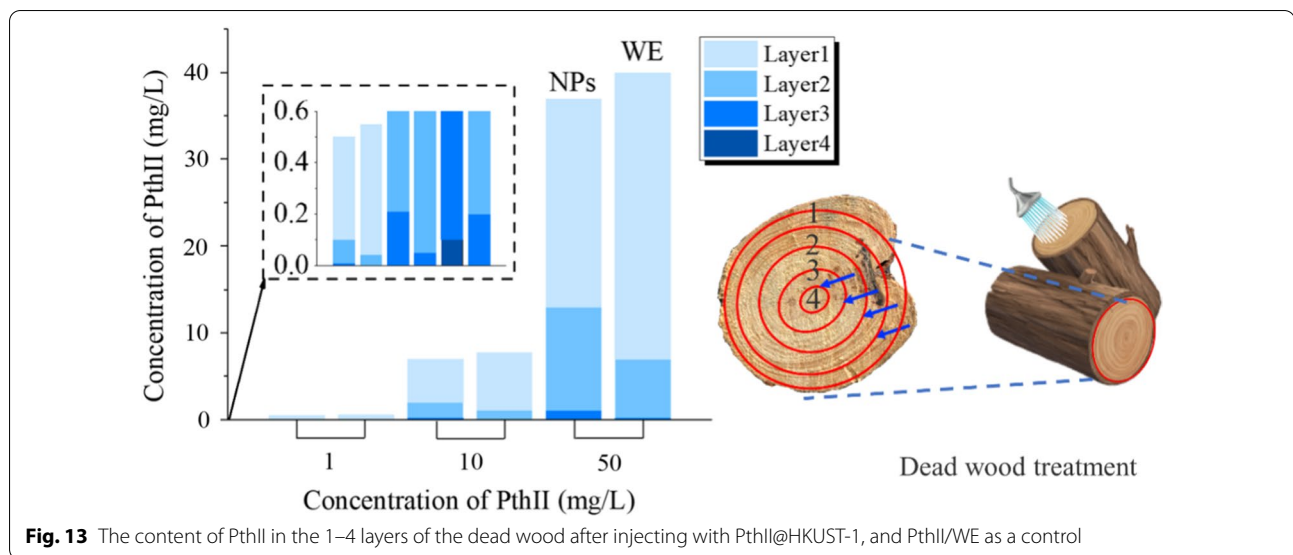 Concentration of PthII (mg/L)
40
30
20
10
0
0.6
0.4
0.2
0.0
NPs
WE
Layer1
Layer2
Layer3
Layer4
1
10
50
Concentration of PthII (mg/L)
1
2
3
4
Dead wood treatment
Fig. 13 The content of PthII in the 1–4 layers of the dead wood after injecting with PthII@HKUST-1, and PthII/WE as a control